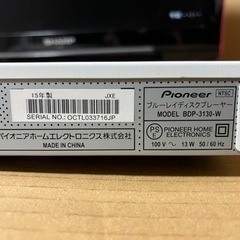 SHARP
15年製
JXE
SERIAL NO.: OCTL033716JP
パイオニアホームエレクトロニクス株式会社
MADE IN CHINA
Pioneer
NTSC
ブルーレイディスクプレーヤー
MODEL BDP-3130-W
PS
E
PIONEER HOME
ELECTRONICS
100 V ~ 13 W 50 / 60 Hz